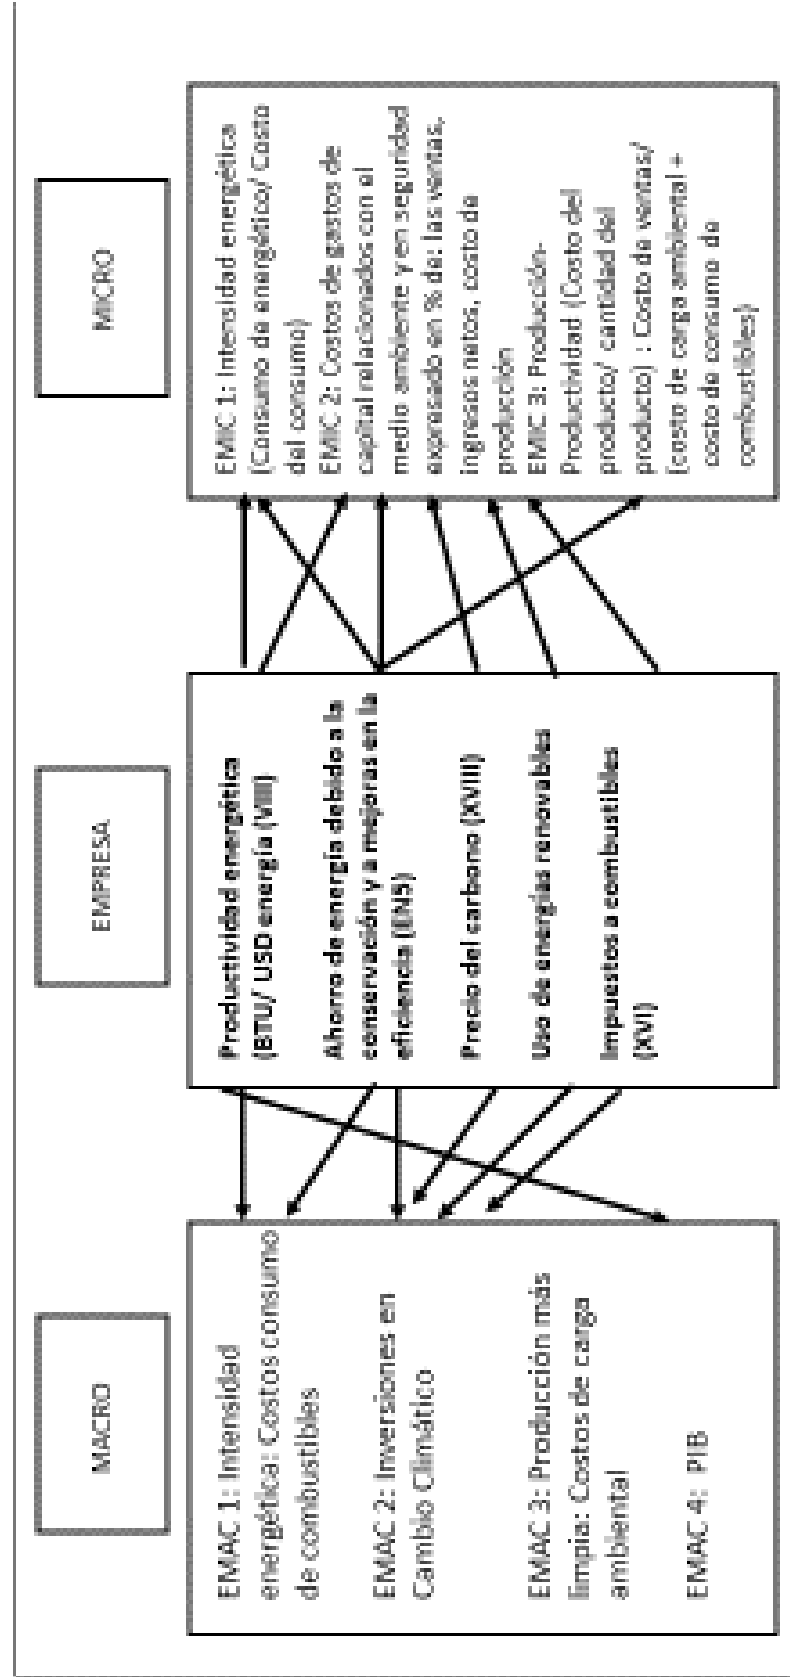 MACRO
EMAC 1: Intensidad
energética: Costos consumo
de combustibles
EMAC 2: Inversiones en
Cambio Climático
EMAC 3: Producción más
limpia: Costos de carga
ambiental
EMAC 4: PIB
EMPRESA
Productividad energética
(BTU/ USD energía (VIII)
Ahorro de energía debido a la
conservación y a mejoras en la
eficiencia (EN5)
Precio del carbono (XVIII)
Uso de energías renovables
Impuestos a combustibles
(XVI)
MICRO
EMIC 1: Intensidad energética
(Consumo de energético/ Costo
del consumo)
EMIC 2: Costos de gastos de
capital relacionados con el
medio ambiente y en seguridad
expresado en % de: las ventas,
ingresos netos, costo de
producción
EMIC 3: Producción-
Productividad (Costo del
producto/ cantidad del
producto) : Costo de ventas/
(costo de carga ambiental +
costo de consumo de
combustibles)